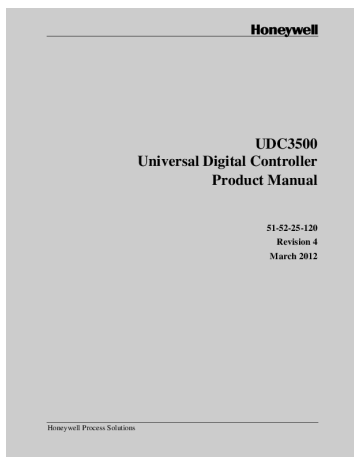 Honeywell
UDC3500
Universal Digital Controller
Product Manual
51-52-25-120
Revision 4
March 2012
Honeywell Process Solutions